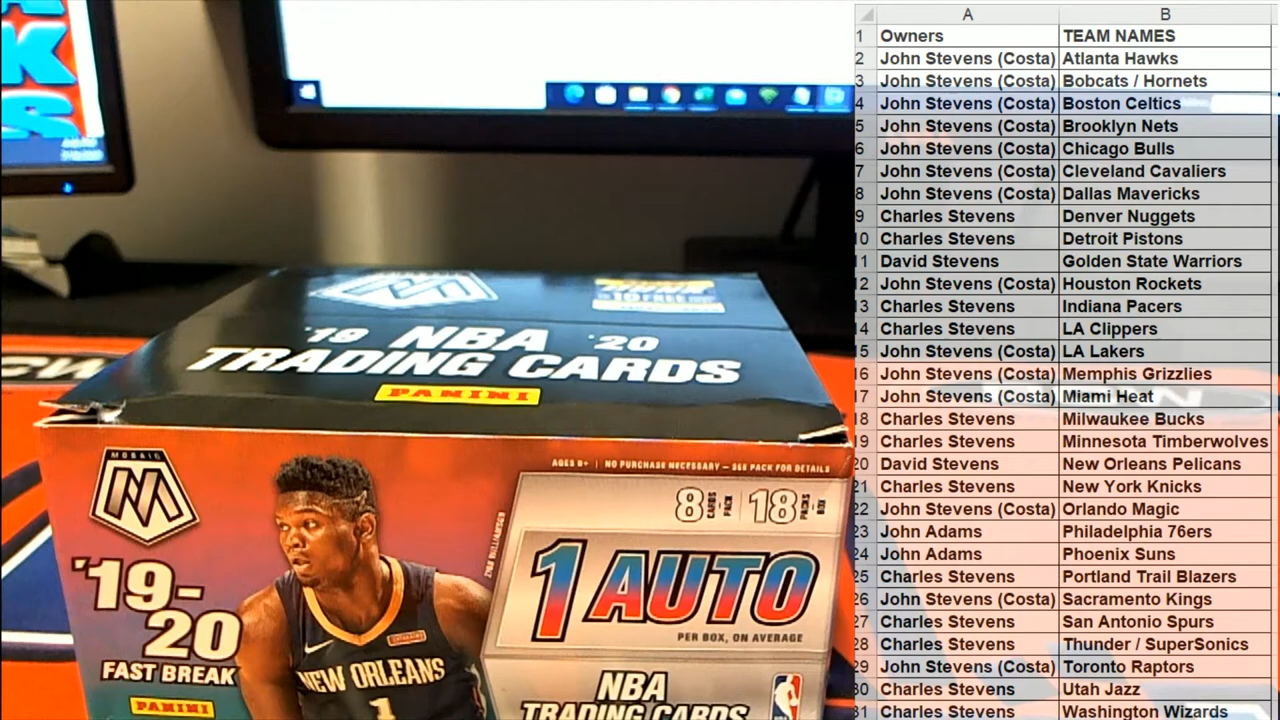 A B
1 Owners TEAM NAMES
2 John Stevens (Costa) Atlanta Hawks
3 John Stevens (Costa) Bobcats / Hornets
4 John Stevens (Costa) Boston Celtics
5 John Stevens (Costa) Brooklyn Nets
6 John Stevens (Costa) Chicago Bulls
7 John Stevens (Costa) Cleveland Cavaliers
8 John Stevens (Costa) Dallas Mavericks
9 Charles Stevens Denver Nuggets
10 Charles Stevens Detroit Pistons
11 David Stevens Golden State Warriors
12 John Stevens (Costa) Houston Rockets
13 Charles Stevens Indiana Pacers
14 Charles Stevens LA Clippers
15 John Stevens (Costa) LA Lakers
16 John Stevens (Costa) Memphis Grizzlies
17 John Stevens (Costa) Miami Heat
18 Charles Stevens Milwaukee Bucks
19 Charles Stevens Minnesota Timberwolves
20 David Stevens New Orleans Pelicans
21 Charles Stevens New York Knicks
22 John Stevens (Costa) Orlando Magic
23 John Adams Philadelphia 76ers
24 John Adams Phoenix Suns
25 Charles Stevens Portland Trail Blazers
26 John Stevens (Costa) Sacramento Kings
27 Charles Stevens San Antonio Spurs
28 Charles Stevens Thunder / SuperSonics
29 John Stevens (Costa) Toronto Raptors
30 Charles Stevens Utah Jazz
31 Charles Stevens Washington Wizards
'19 NBA '20
TRADING CARDS
PANINI
MOSAIC
M
'19-
20
FAST BREAK
PANINI
AGES 9+ | NO PURCHASE NECESSARY – SEE PACK FOR DETAILS
8 CARDS PACK | 18 PACKS BOX
ZION WILLIAMSON
1 AUTO
PER BOX, ON AVERAGE
NBA
TRADING CARDS
NBA
NEW ORLEANS
1